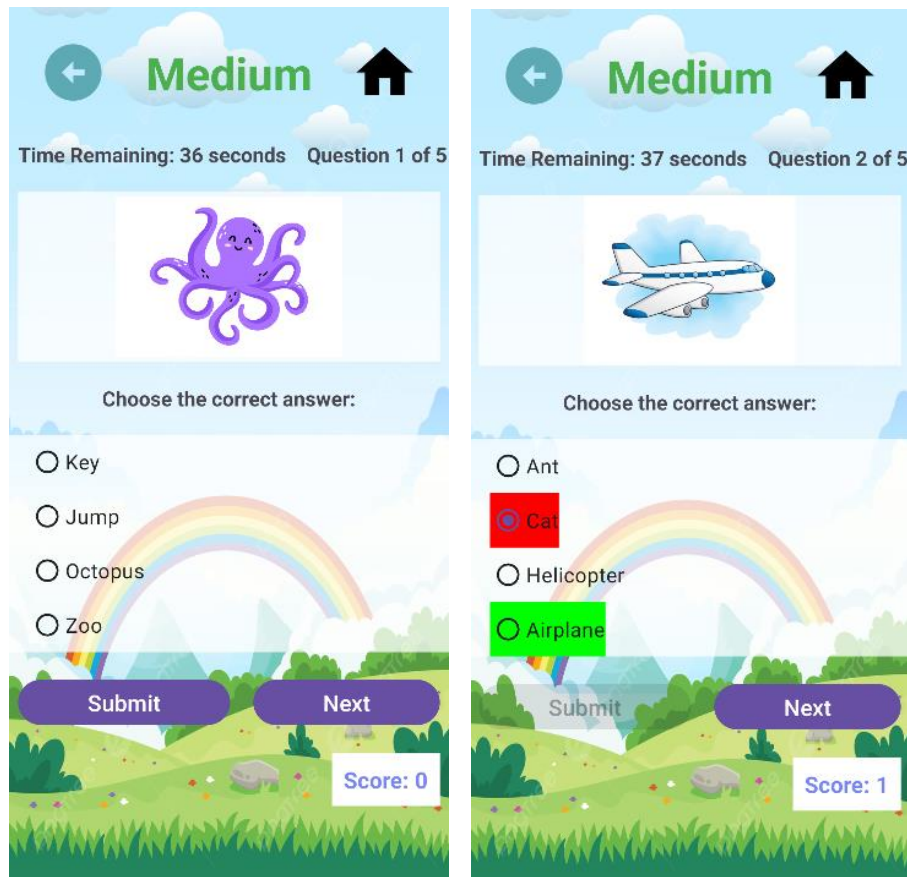 Medium
Time Remaining: 36 seconds Question 1 of 5
Choose the correct answer:
Key
Jump
Octopus
Zoo
Submit Next
Score: 0
Medium
Time Remaining: 37 seconds Question 2 of 5
Choose the correct answer:
Ant
Cat
Helicopter
Airplane
Submit Next
Score: 1